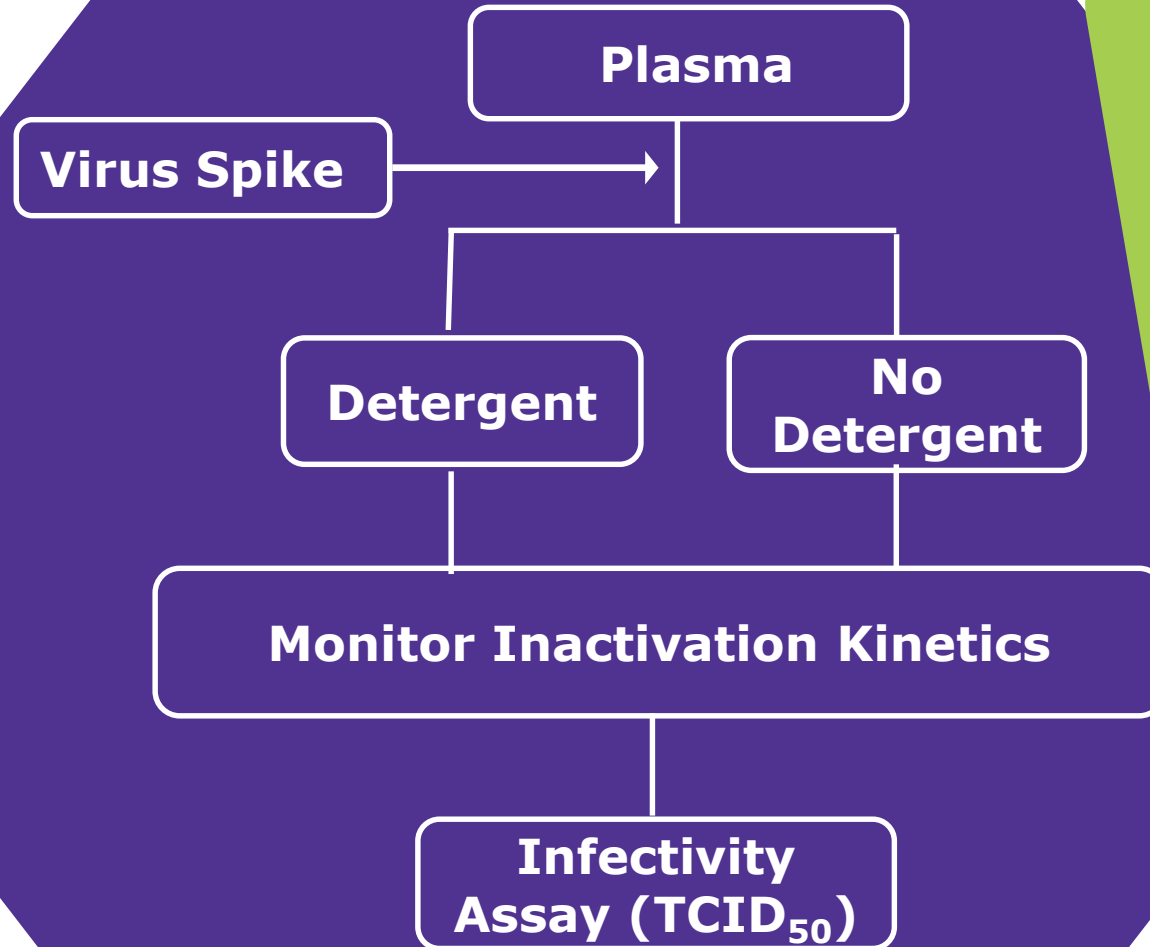 Plasma
Virus Spike
Detergent
No
Detergent
Monitor Inactivation Kinetics
Infectivity
Assay (TCID₅₀)